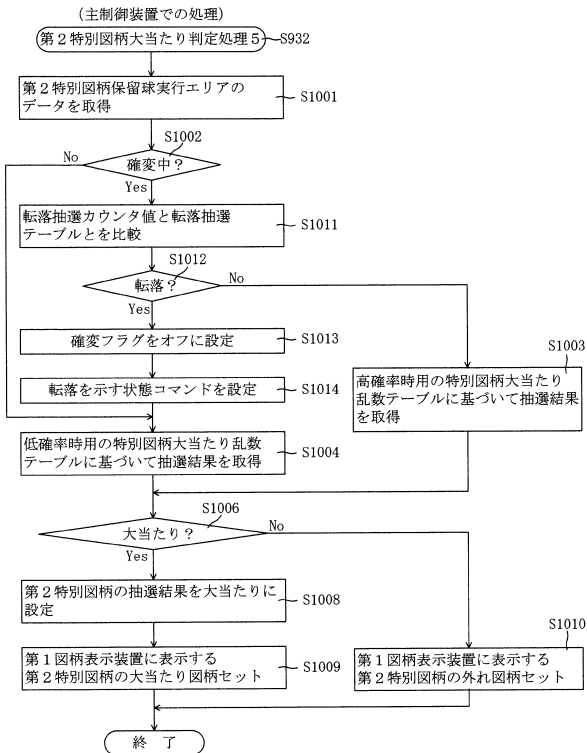 （主制御装置での処理）
第２特別図柄大当たり判定処理５
S932
第２特別図柄保留球実行エリアの
データを取得
S1001
S1002
No
確変中？
Yes
転落抽選カウンタ値と転落抽選
テーブルとを比較
S1011
S1012
転落？
No
Yes
確変フラグをオフに設定
S1013
S1003
転落を示す状態コマンドを設定
S1014
高確率時用の特別図柄大当たり
乱数テーブルに基づいて抽選結果
を取得
低確率時用の特別図柄大当たり乱数
テーブルに基づいて抽選結果を取得
S1004
S1006
大当たり？
No
Yes
第２特別図柄の抽選結果を大当たりに
設定
S1008
S1010
第１図柄表示装置に表示する
第２特別図柄の大当たり図柄セット
S1009
第１図柄表示装置に表示する
第２特別図柄の外れ図柄セット
終 了